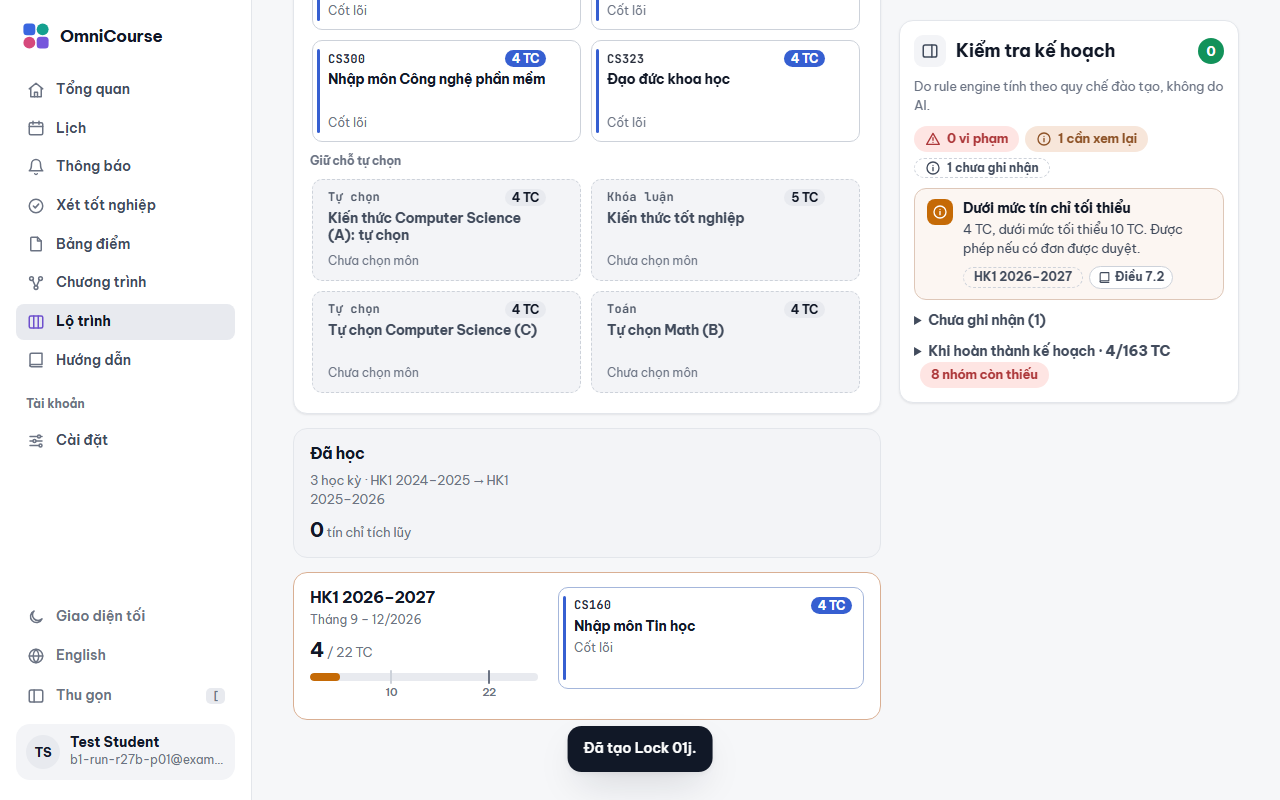 OmniCourse
Tổng quan
Lịch
Thông báo
Xét tốt nghiệp
Bảng điểm
Chương trình
Lộ trình
Hướng dẫn
Tài khoản
Cài đặt
Giao diện tối
English
Thu gọn [
TS
Test Student
b1-run-r27b-p01@exam...
Cốt lõi
Cốt lõi
CS300 4 TC
Nhập môn Công nghệ phần mềm
Cốt lõi
CS323 4 TC
Đạo đức khoa học
Cốt lõi
Giữ chỗ tự chọn
Tự chọn 4 TC
Kiến thức Computer Science
(A): tự chọn
Chưa chọn môn
Khóa luận 5 TC
Kiến thức tốt nghiệp
Chưa chọn môn
Tự chọn 4 TC
Tự chọn Computer Science (C)
Chưa chọn môn
Toán 4 TC
Tự chọn Math (B)
Chưa chọn môn
Đã học
3 học kỳ · HK1 2024–2025 → HK1
2025–2026
0 tín chỉ tích lũy
HK1 2026–2027
Tháng 9 – 12/2026
4 / 22 TC
10 22
CS160 4 TC
Nhập môn Tin học
Cốt lõi
Đã tạo Lock 01j.
Kiểm tra kế hoạch 0
Do rule engine tính theo quy chế đào tạo, không do
AI.
0 vi phạm 1 cần xem lại
1 chưa ghi nhận
Dưới mức tín chỉ tối thiểu
4 TC, dưới mức tối thiểu 10 TC. Được
phép nếu có đơn được duyệt.
HK1 2026–2027 Điều 7.2
Chưa ghi nhận (1)
Khi hoàn thành kế hoạch · 4/163 TC
8 nhóm còn thiếu